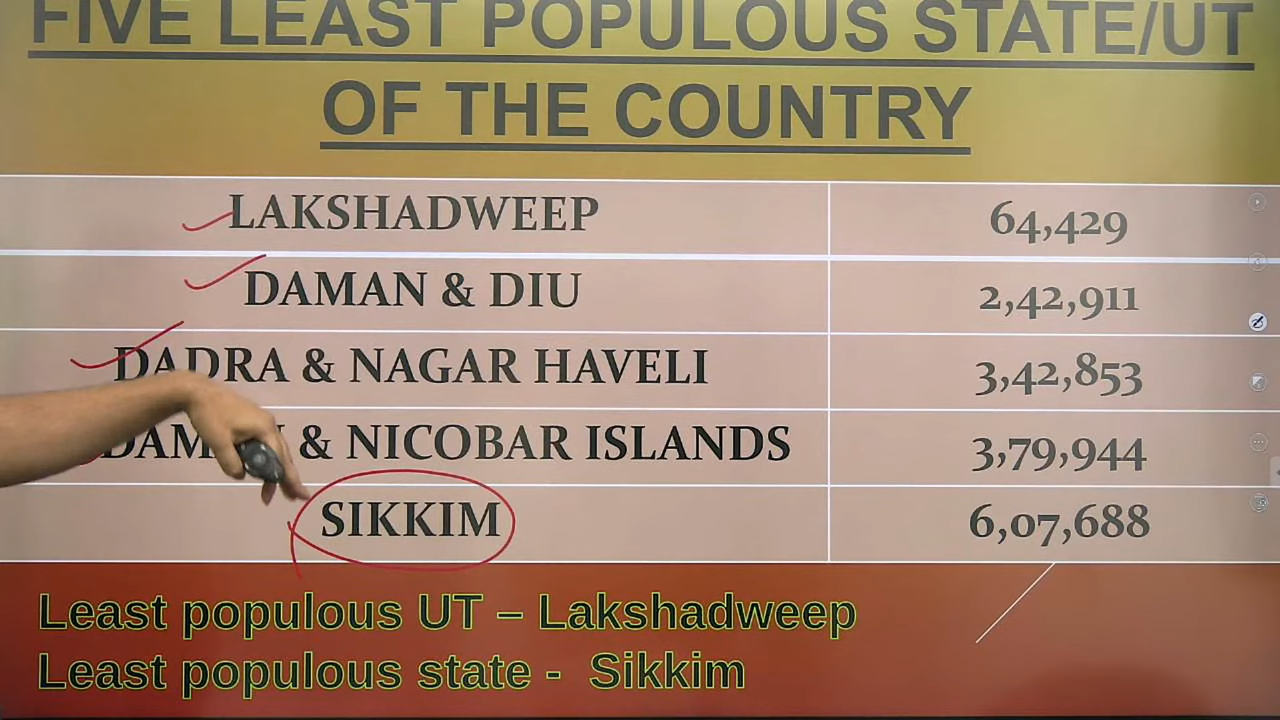 FIVE LEAST POPULOUS STATE/UT
OF THE COUNTRY
LAKSHADWEEP 64,429
DAMAN & DIU 2,42,911
DADRA & NAGAR HAVELI 3,42,853
& NICOBAR ISLANDS 3,79,944
SIKKIM 6,07,688
Least populous UT – Lakshadweep
Least populous state - Sikkim